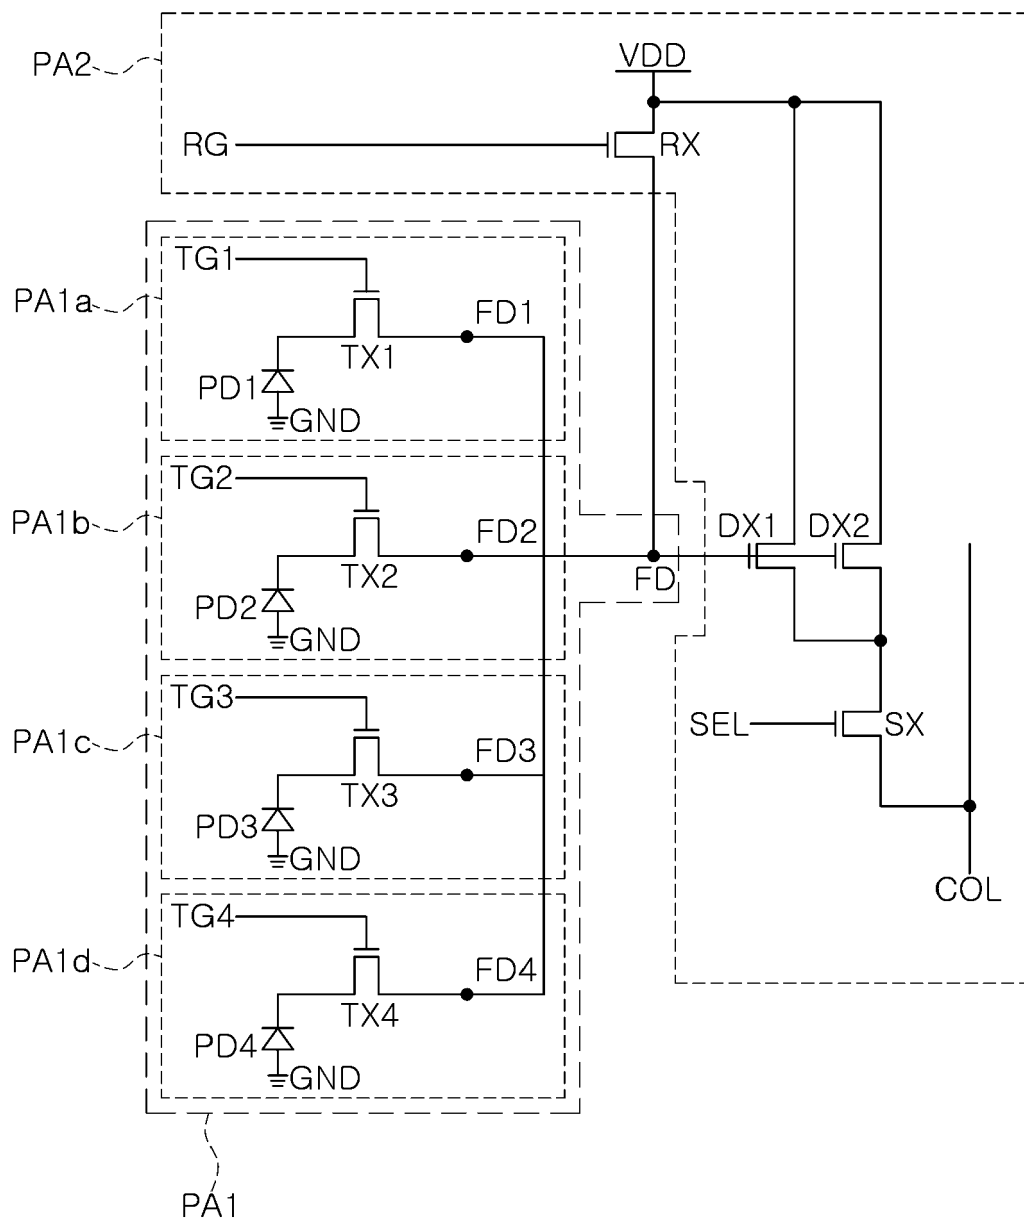 VDD
PA2
RG
RX
TG1
PA1a
FD1
TX1
PD1
GND
TG2
PA1b
FD2
DX1
DX2
TX2
FD
PD2
GND
TG3
SEL
SX
PA1c
FD3
TX3
PD3
GND
COL
TG4
PA1d
FD4
TX4
PD4
GND
PA1